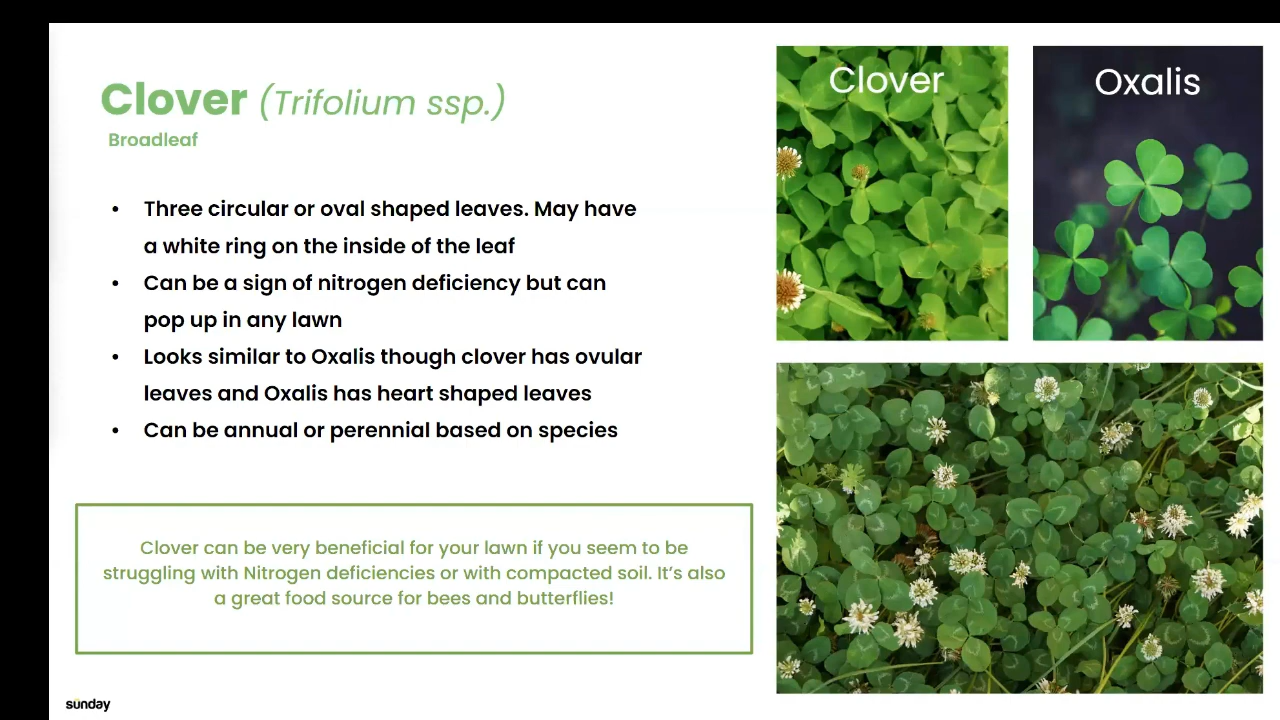 Clover (Trifolium ssp.)
Broadleaf
• Three circular or oval shaped leaves. May have
a white ring on the inside of the leaf
• Can be a sign of nitrogen deficiency but can
pop up in any lawn
• Looks similar to Oxalis though clover has ovular
leaves and Oxalis has heart shaped leaves
• Can be annual or perennial based on species
Clover can be very beneficial for your lawn if you seem to be
struggling with Nitrogen deficiencies or with compacted soil. It’s also
a great food source for bees and butterflies!
sunday
Clover
Oxalis